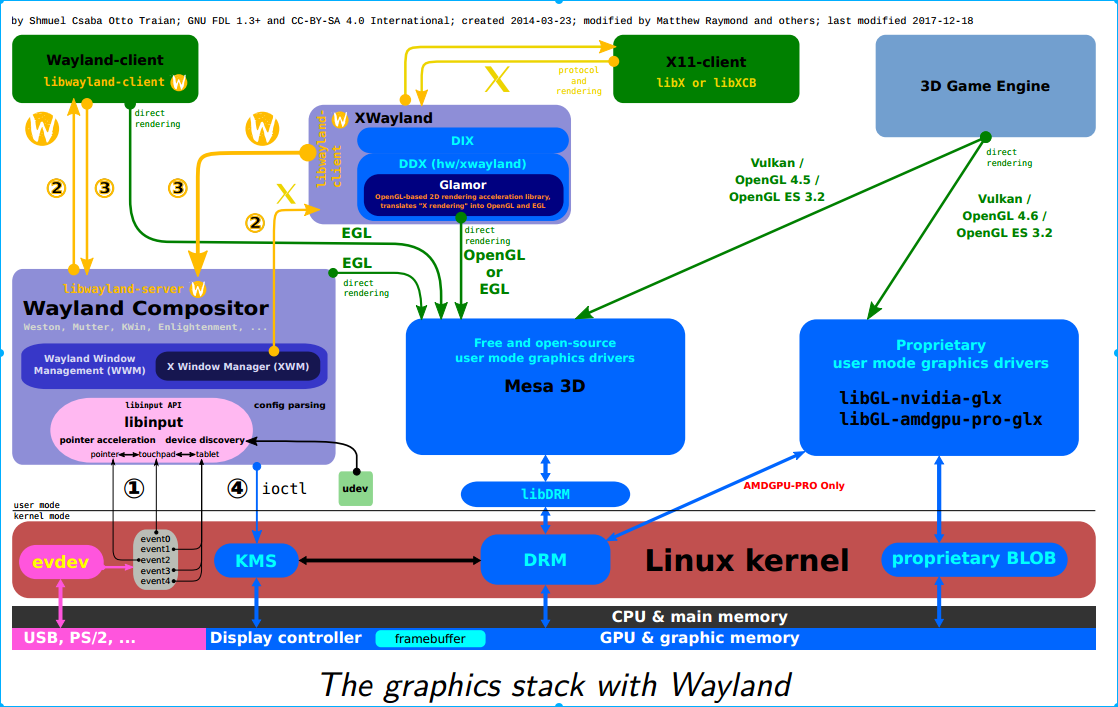 by Shmuel Csaba Otto Traian; GNU FDL 1.3+ and CC-BY-SA 4.0 International; created 2014-03-23; modified by Matthew Raymond and others; last modified 2017-12-18
Wayland-client
libwayland-client
W
direct
rendering
W
②
③
X
protocol
and
rendering
X11-client
libX or libXCB
3D Game Engine
direct
rendering
W
③
X
②
libwayland-
client
W
XWayland
DIX
DDX (hw/xwayland)
Glamor
OpenGL-based 2D rendering acceleration library,
translates "X rendering" into OpenGL and EGL
direct
rendering
OpenGL
or
EGL
EGL
EGL
direct
rendering
Vulkan /
OpenGL 4.5 /
OpenGL ES 3.2
Vulkan /
OpenGL 4.6 /
OpenGL ES 3.2
libwayland-server
W
Wayland Compositor
Weston, Mutter, KWin, Enlightenment, ...
Wayland Window
Management (WWM)
X Window Manager (XWM)
libinput API
libinput
pointer acceleration
device discovery
pointer
touchpad
tablet
config parsing
udev
Free and open-source
user mode graphics drivers
Mesa 3D
Proprietary
user mode graphics drivers
libGL-nvidia-glx
libGL-amdgpu-pro-glx
①
④
ioctl
libDRM
AMDGPU-PRO Only
user mode
kernel mode
evdev
event0
event1
event2
event3
event4
KMS
DRM
Linux kernel
proprietary BLOB
CPU & main memory
USB, PS/2, ...
Display controller
framebuffer
GPU & graphic memory
The graphics stack with Wayland